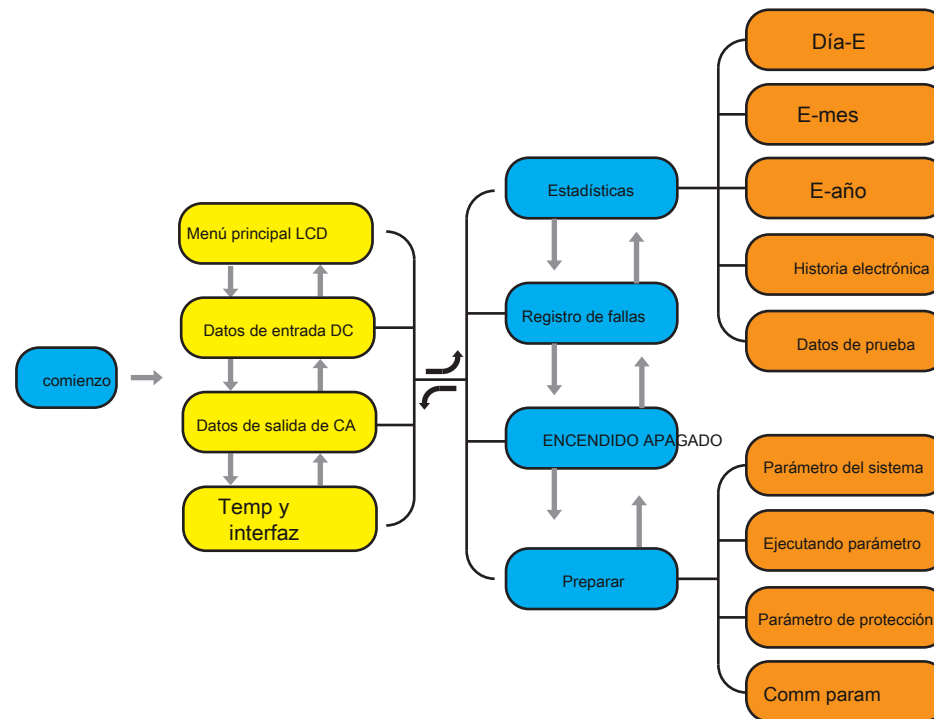 comienzo
Menú principal LCD
Datos de entrada DC
Datos de salida de CA
Temp y
interfaz
Estadísticas
Registro de fallas
ENCENDIDO APAGADO
Preparar
Día-E
E-mes
E-año
Historia electrónica
Datos de prueba
Parámetro del sistema
Ejecutando parámetro
Parámetro de protección
Comm param